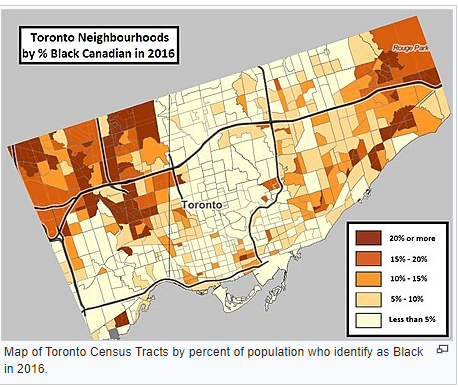 Toronto Neighbourhoods
by % Black Canadian in 2016
Rouge Park
Toronto
20% or more
15% - 20%
10% - 15%
5% - 10%
Less than 5%
Map of Toronto Census Tracts by percent of population who identify as Black
in 2016.